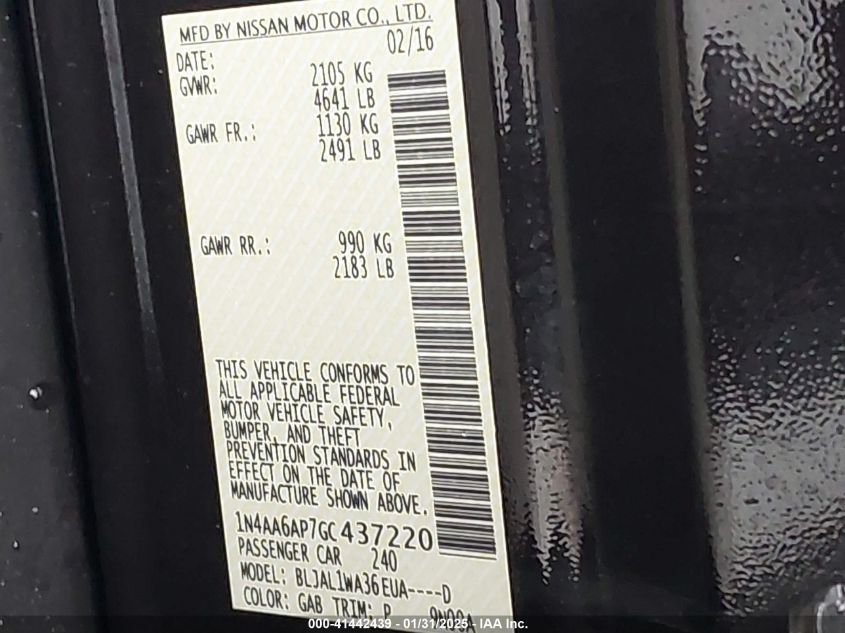 MFD BY NISSAN MOTOR CO., LTD.
DATE: 02/16
GVWR: 2105 KG
4641 LB
GAWR FR.: 1130 KG
2491 LB
GAWR RR.: 990 KG
2183 LB
THIS VEHICLE CONFORMS TO
ALL APPLICABLE FEDERAL
MOTOR VEHICLE SAFETY,
BUMPER, AND THEFT
PREVENTION STANDARDS IN
EFFECT ON THE DATE OF
MANUFACTURE SHOWN ABOVE.
1N4AA6AP7GC437220
PASSENGER CAR 240
MODEL: BLJAL1WA36EUA----D
COLOR: GAB TRIM: P
000-41442439 - 01/31/2025 - IAA Inc.